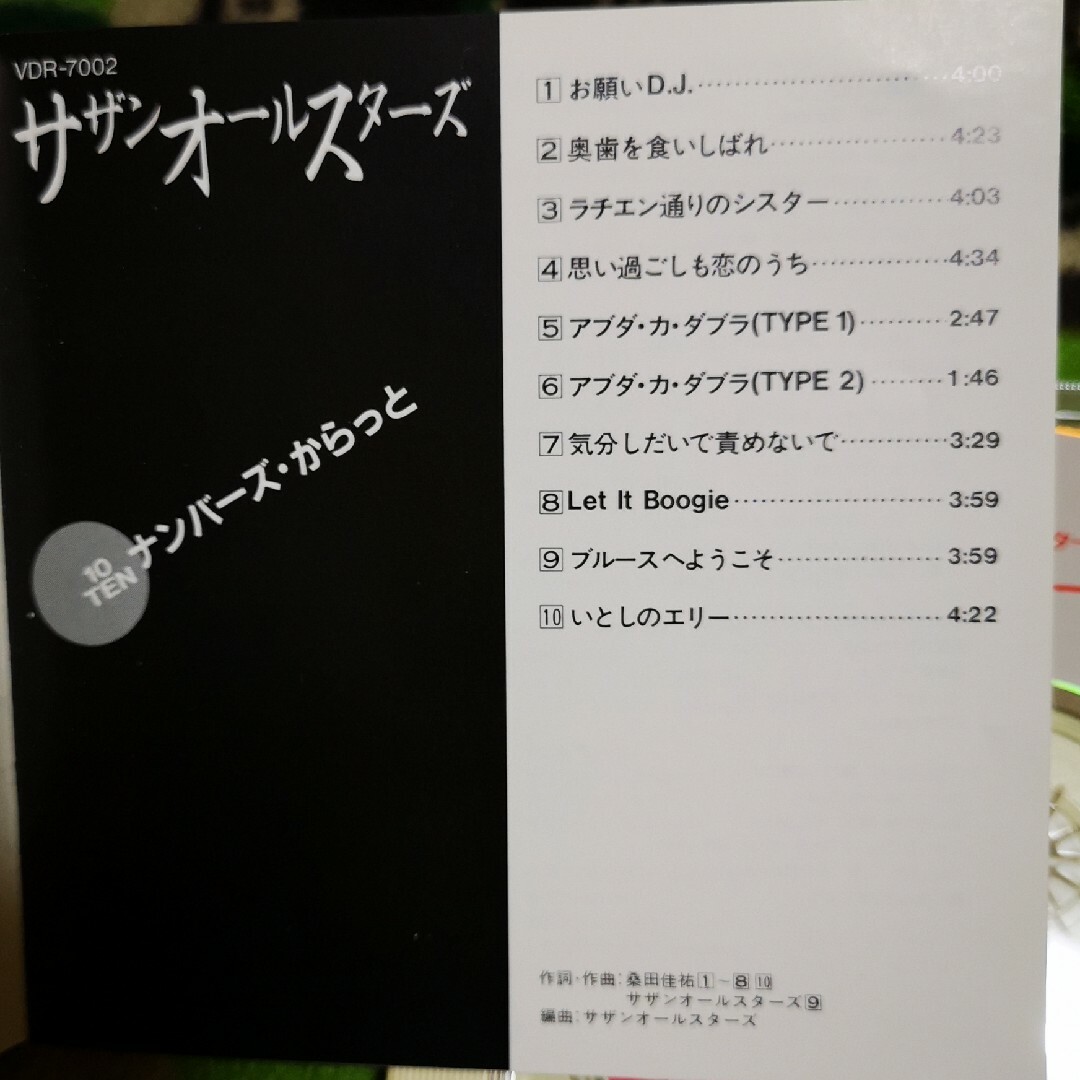 VDR-7002
サザンオールスターズ
10
TEN
ナンバーズ・からっと
1 お願いD.J.………………………4:00
2 奥歯を食いしばれ…………………4:23
3 ラチエン通りのシスター…………4:03
4 思い過ごしも恋のうち……………4:34
5 アブダ・カ・ダブラ(TYPE 1)………2:47
6 アブダ・カ・ダブラ(TYPE 2)………1:46
7 気分しだいで責めないで…………3:29
8 Let It Boogie…………………3:59
9 ブルースへようこそ………………3:59
10 いとしのエリー……………………4:22
作詞・作曲:桑田佳祐1~8 10
サザンオールスターズ9
編曲:サザンオールスターズ